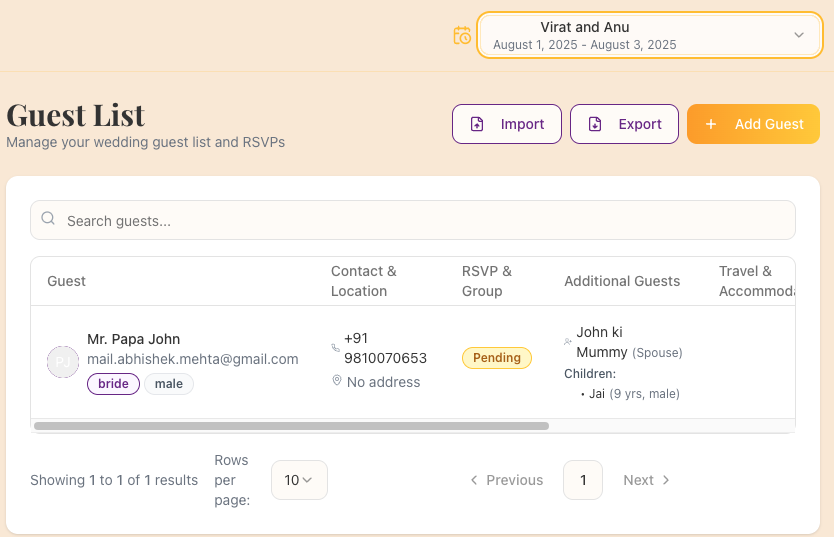 Virat and Anu
August 1, 2025 - August 3, 2025
Guest List
Manage your wedding guest list and RSVPs
Import
Export
+ Add Guest
Search guests...
Guest
Contact &
Location
RSVP &
Group
Additional Guests
Travel &
Accommoda
PJ
Mr. Papa John
mail.abhishek.mehta@gmail.com
bride
male
+91
9810070653
No address
Pending
John ki
Mummy (Spouse)
Children:
• Jai (9 yrs, male)
Showing 1 to 1 of 1 results
Rows
per
page:
10
Previous
1
Next